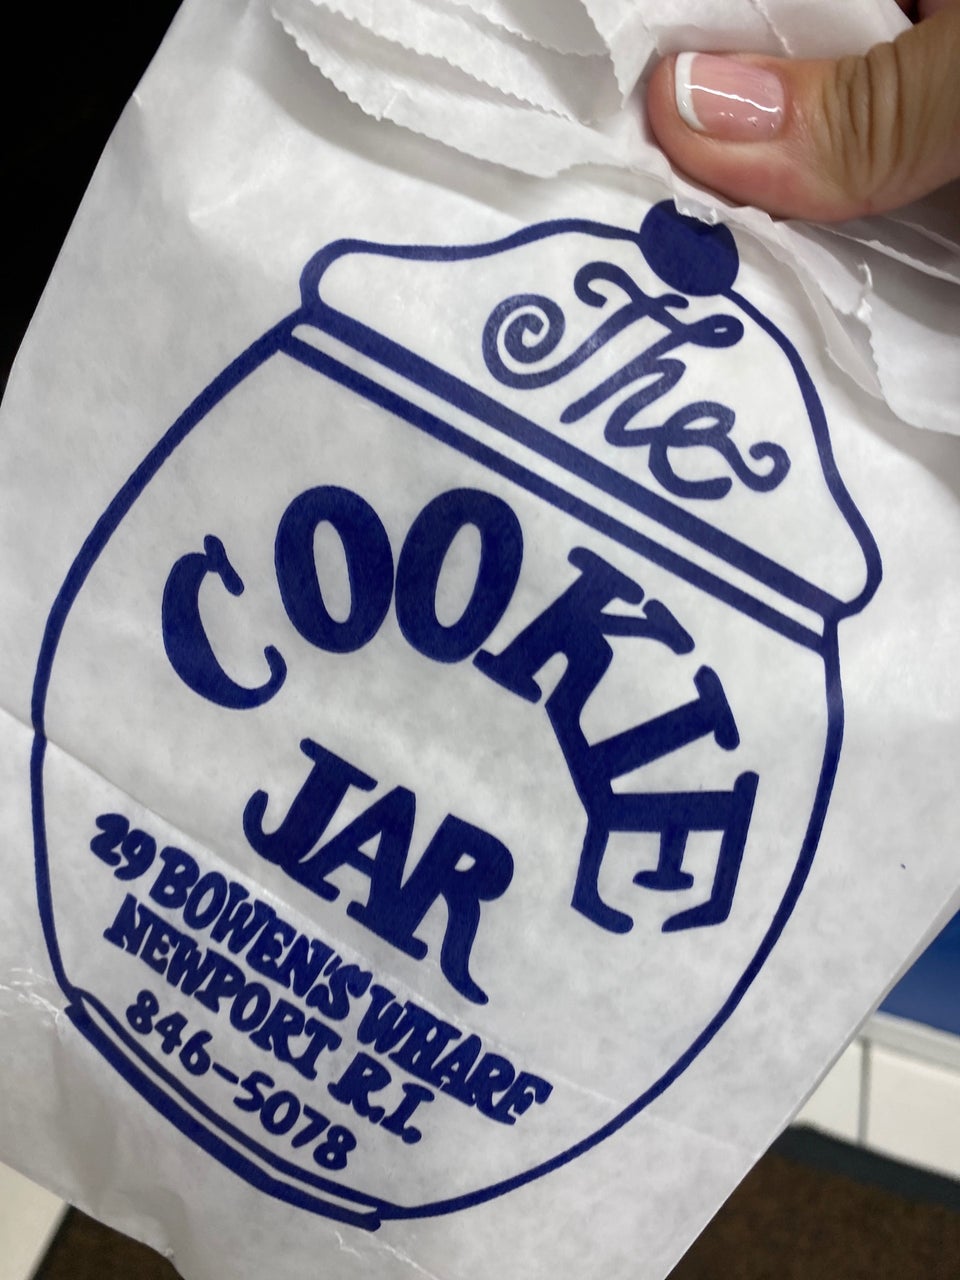 The
COOKIE
JAR
29 BOWEN'S WHARF
NEWPORT R.I.
846-5078